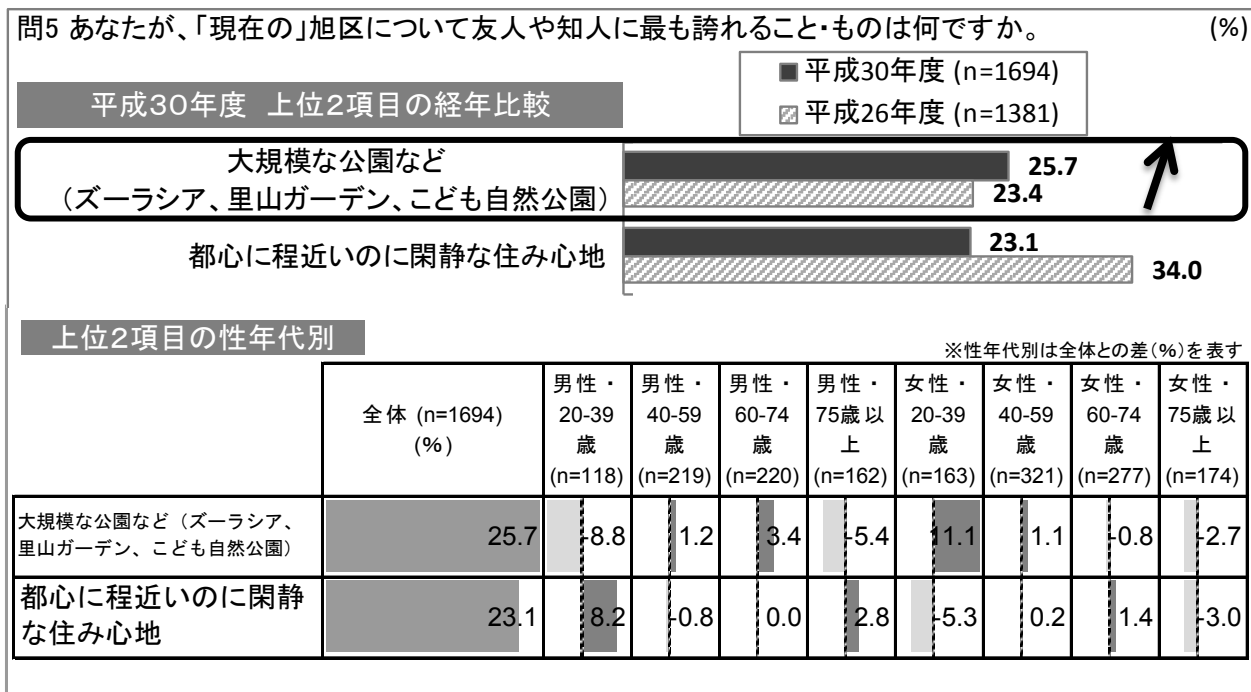 問5 あなたが、「現在の」旭区について友人や知人に最も誇れること・ものは何ですか。 (%)
■平成30年度 (n=1694)
平成26年度 (n=1381)
平成30年度 上位2項目の経年比較
大規模な公園など
(ズーラシア、里山ガーデン、こども自然公園)
25.7
23.4
都心に程近いのに閑静な住み心地
23.1
34.0
上位2項目の性年代別
※性年代別は全体との差(%)を表す
全体 (n=1694)
(%)
男性・
20-39
歳
(n=118)
男性・
40-59
歳
(n=219)
男性・
60-74
歳
(n=220)
男性・
75歳以
上
(n=162)
女性・
20-39
歳
(n=163)
女性・
40-59
歳
(n=321)
女性・
60-74
歳
(n=277)
女性・
75歳以
上
(n=174)
大規模な公園など(ズーラシア、
里山ガーデン、こども自然公園)
25.7 -8.8 1.2 3.4 -5.4 11.1 1.1 -0.8 -2.7
都心に程近いのに閑静
な住み心地
23.1 8.2 -0.8 0.0 2.8 -5.3 0.2 1.4 -3.0